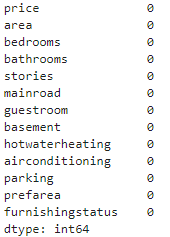 price 0
area 0
bedrooms 0
bathrooms 0
stories 0
mainroad 0
guestroom 0
basement 0
hotwaterheating 0
airconditioning 0
parking 0
prefarea 0
furnishingstatus 0
dtype: int64